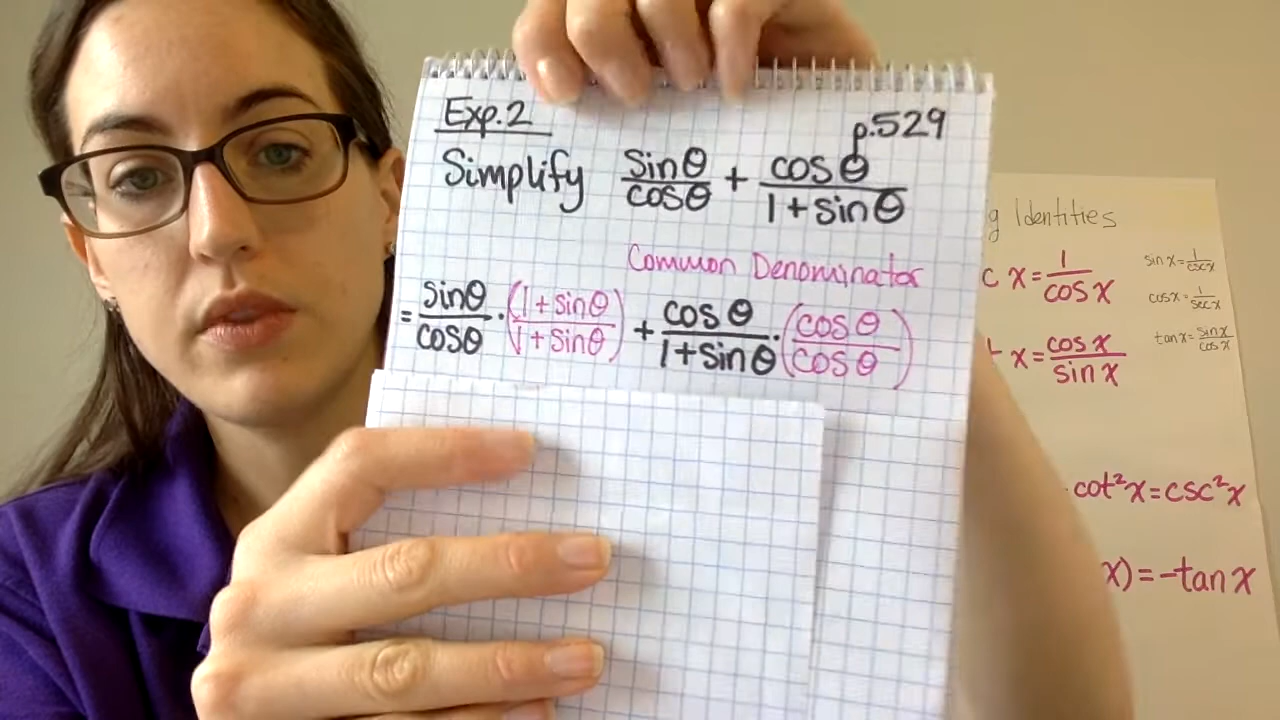 Exp.2
p.529
Simplify sinθ/cosθ + cosθ/1+sinθ
Common Denominator
= sinθ/cosθ · (1+sinθ/1+sinθ) + cosθ/1+sinθ · (cosθ/cosθ)
g Identities
c x = 1/cos x
sin x = 1/csc x
cos x = 1/sec x
t x = cos x/sin x
tan x = sin x/cos x
cot²x = csc²x
x) = -tan x